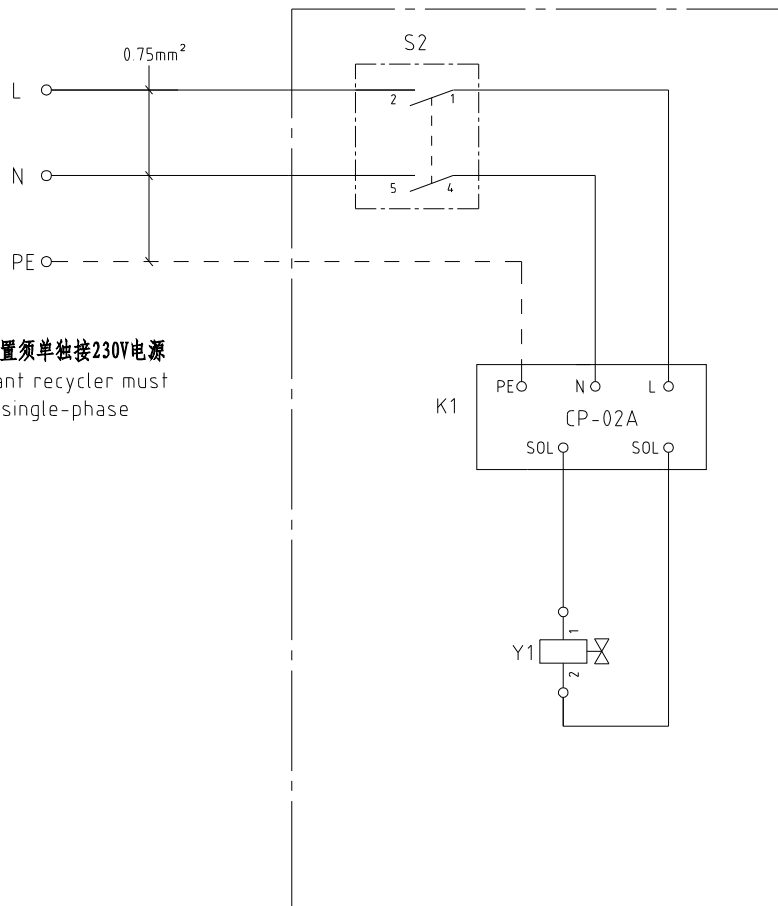 S2
0.75mm²
L
2 1
N
5 4
PE
置须单独接230V电源
ant recycler must
single-phase
PE N L
K1
CP-02A
SOL SOL
1
Y1
2